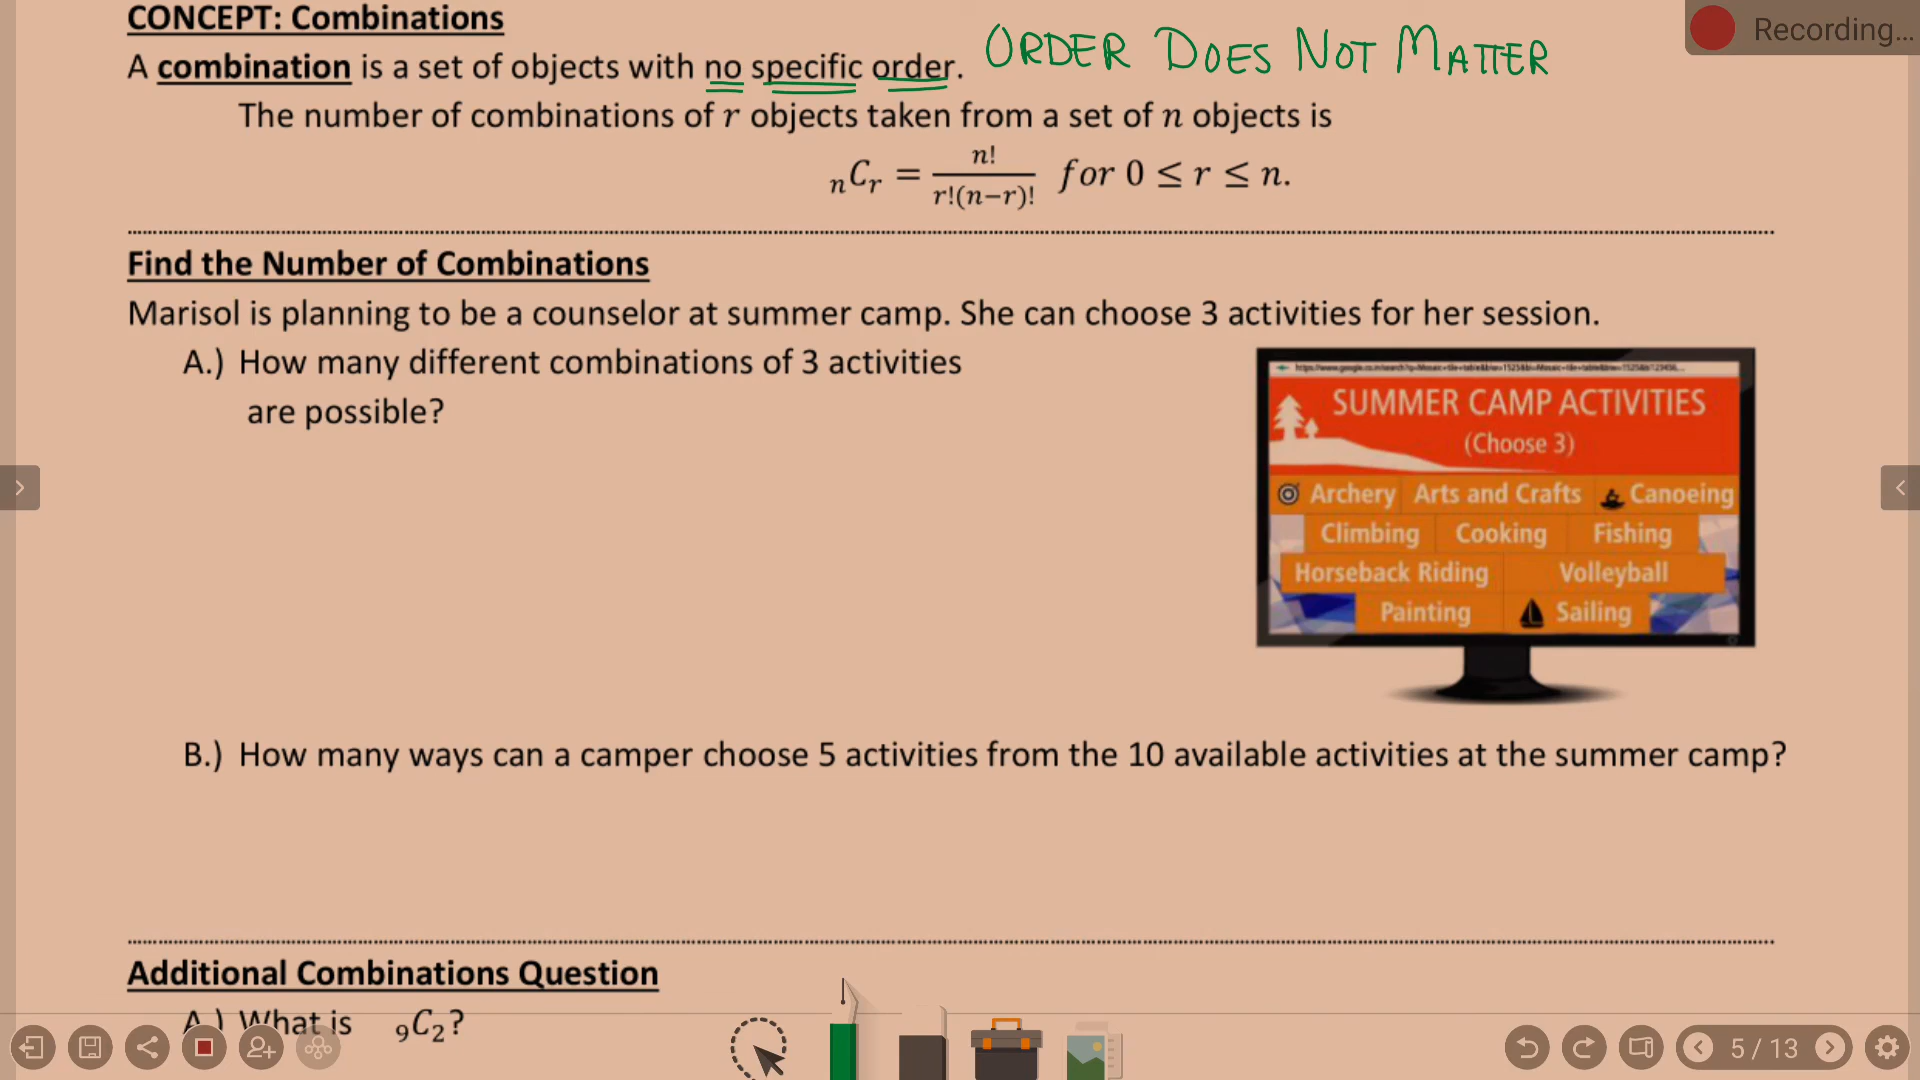 CONCEPT: Combinations
A combination is a set of objects with no specific order. ORDER DOES NOT MATTER
Recording...
The number of combinations of r objects taken from a set of n objects is
nCr = n! / r!(n−r)! for 0 ≤ r ≤ n.
Find the Number of Combinations
Marisol is planning to be a counselor at summer camp. She can choose 3 activities for her session.
A.) How many different combinations of 3 activities
are possible?
SUMMER CAMP ACTIVITIES
(Choose 3)
Archery Arts and Crafts Canoeing
Climbing Cooking Fishing
Horseback Riding Volleyball
Painting Sailing
B.) How many ways can a camper choose 5 activities from the 10 available activities at the summer camp?
Additional Combinations Question
A.) What is ₉C₂?
5 / 13